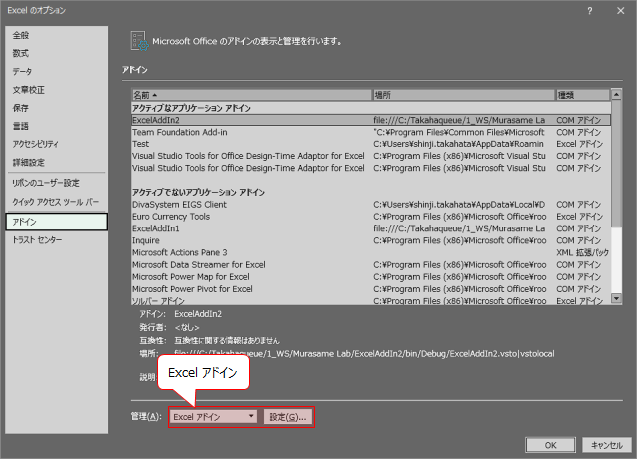 Excel のオプション
? ×
全般
数式
データ
文章校正
保存
言語
アクセシビリティ
詳細設定
リボンのユーザー設定
クイック アクセス ツール バー
アドイン
トラスト センター
Microsoft Office のアドインの表示と管理を行います。
アドイン
名前 場所 種類
アクティブなアプリケーション アドイン
ExcelAddIn2 file:///C:/Takahaqueue/1_WS/Murasame La COM アドイン
Team Foundation Add-in "C:¥Program Files¥Common Files¥Microsoft COM アドイン
Test C:¥Users¥shinji.takahata¥AppData¥Roamin Excel アドイン
Visual Studio Tools for Office Design-Time Adaptor for Excel C:¥Program Files (x86)¥Microsoft Visual Stu COM アドイン
Visual Studio Tools for Office Design-Time Adaptor for Excel C:¥Program Files (x86)¥Microsoft Visual Stu COM アドイン
アクティブでないアプリケーション アドイン
DivaSystem EIGS Client C:¥Users¥shinji.takahata¥AppData¥Local¥D COM アドイン
Euro Currency Tools C:¥Program Files (x86)¥Microsoft Office¥roo Excel アドイン
ExcelAddIn1 file:///C:/Takahaqueue/1_WS/Murasame La COM アドイン
Inquire C:¥Program Files (x86)¥Microsoft Office¥roo COM アドイン
Microsoft Actions Pane 3 XML 拡張パック
Microsoft Data Streamer for Excel C:¥Program Files (x86)¥Microsoft Office¥roo COM アドイン
Microsoft Power Map for Excel C:¥Program Files (x86)¥Microsoft Office¥roo COM アドイン
Microsoft Power Pivot for Excel C:¥Program Files (x86)¥Microsoft Office¥roo COM アドイン
ソルバー アドイン C:¥Program Files (x86)¥Microsoft Office¥roo Excel アドイン
アドイン: ExcelAddIn2
発行者: <なし>
互換性: 互換性に関する情報はありません
場所: file:///C:/Takahaqueue/1_WS/Murasame Lab/ExcelAddIn2/bin/Debug/ExcelAddIn2.vsto|vstolocal
説明
Excel アドイン
管理(A): Excel アドイン 設定(G)...
OK キャンセル